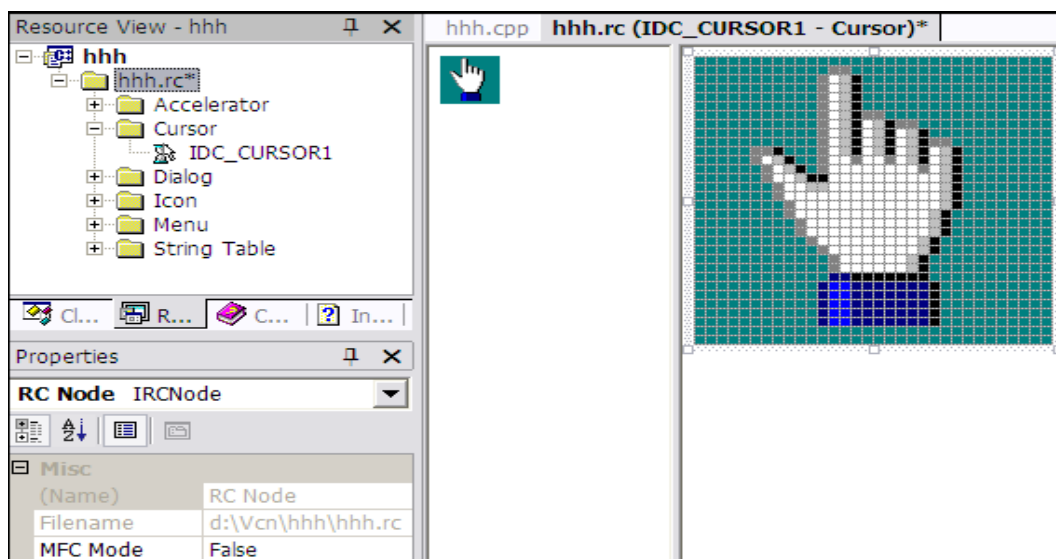 Resource View - hhh
hhh
hhh.rc*
Accelerator
Cursor
IDC_CURSOR1
Dialog
Icon
Menu
String Table
Cl... R... C... In...
Properties
RC Node IRCNode
Misc
(Name) RC Node
Filename d:\Vcn\hhh\hhh.rc
MFC Mode False
hhh.cpp hhh.rc (IDC_CURSOR1 - Cursor)*